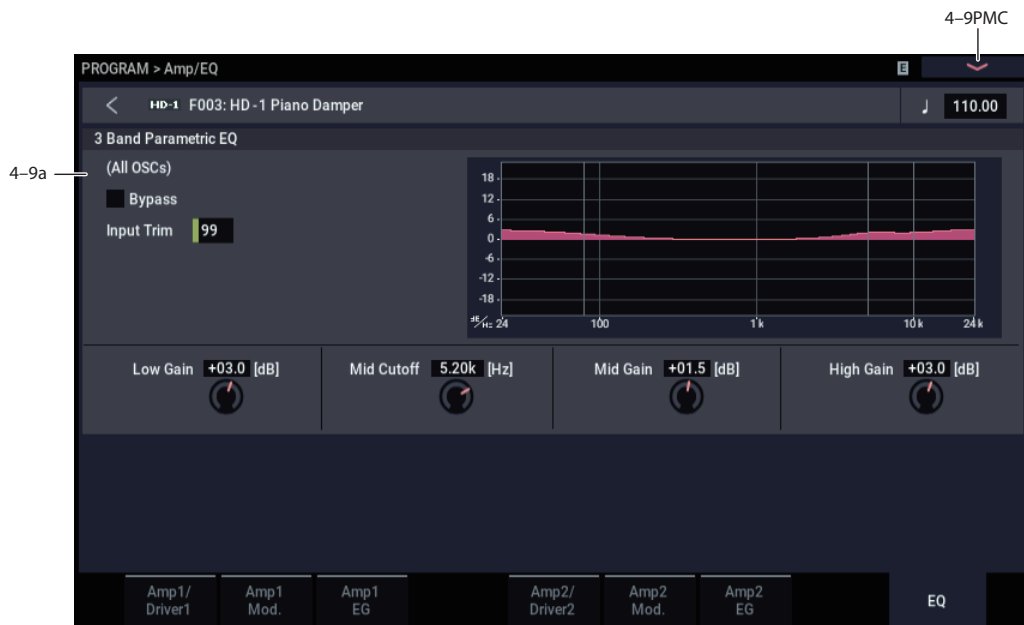 4–9PMC
PROGRAM > Amp/EQ
E
HD-1 F003: HD-1 Piano Damper
♩ 110.00
3 Band Parametric EQ
4–9a
(All OSCs)
Bypass
Input Trim 99
18
12
6
0
-6
-12
-18
dB/Hz 24 100 1k 10k 24k
Low Gain +03.0 [dB]
Mid Cutoff 5.20k [Hz]
Mid Gain +01.5 [dB]
High Gain +03.0 [dB]
Amp1/
Driver1
Amp1
Mod.
Amp1
EG
Amp2/
Driver2
Amp2
Mod.
Amp2
EG
EQ